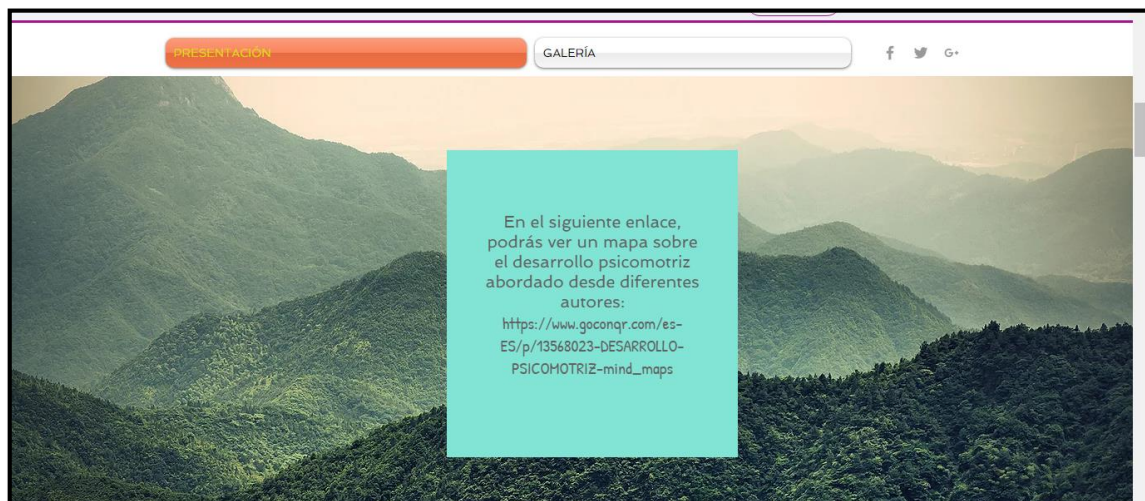 PRESENTACIÓN
GALERÍA
f
G+
En el siguiente enlace,
podrás ver un mapa sobre
el desarrollo psicomotriz
abordado desde diferentes
autores:
https://www.goconqr.com/es-
ES/p/13568023-DESARROLLO-
PSICOMOTRIZ-mind_maps